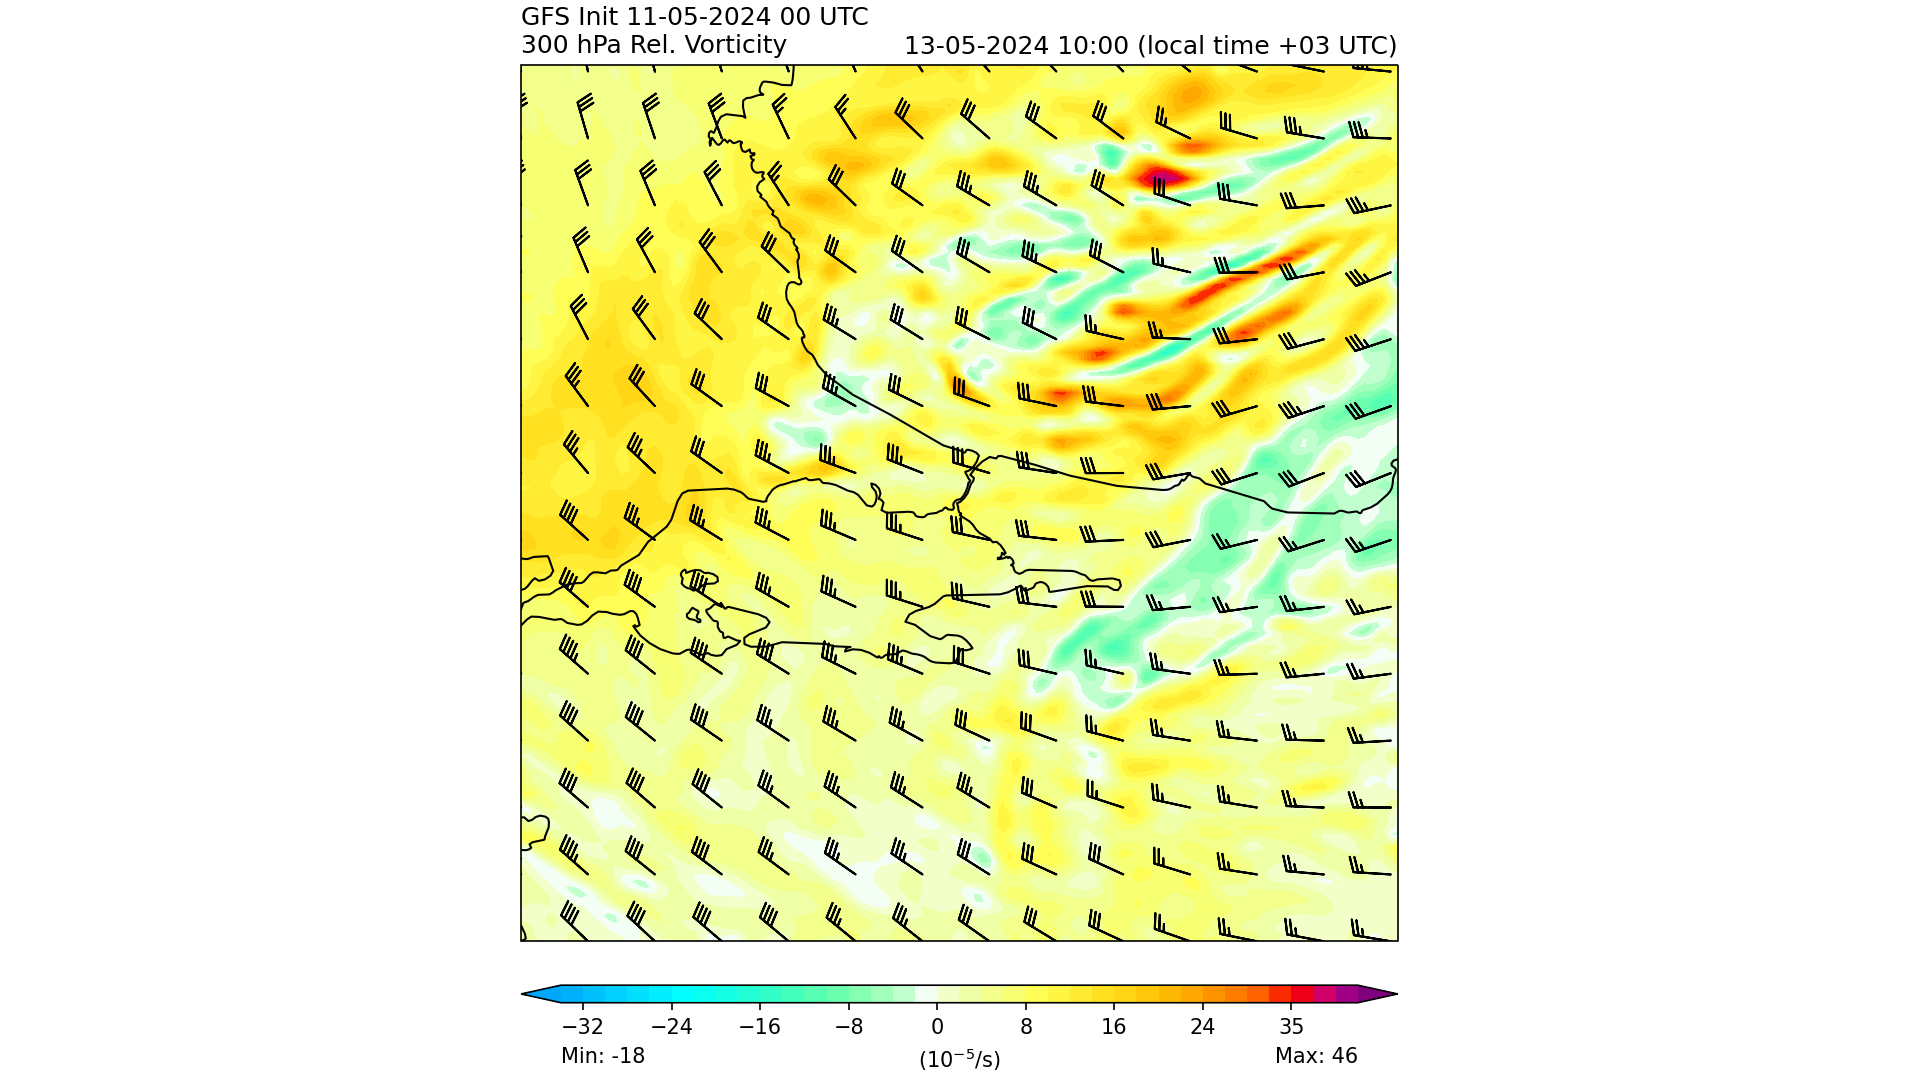 GFS Init 11-05-2024 00 UTC
300 hPa Rel. Vorticity
13-05-2024 10:00 (local time +03 UTC)
−32 −24 −16 −8 0 8 16 24 35
Min: -18
(10⁻⁵/s)
Max: 46